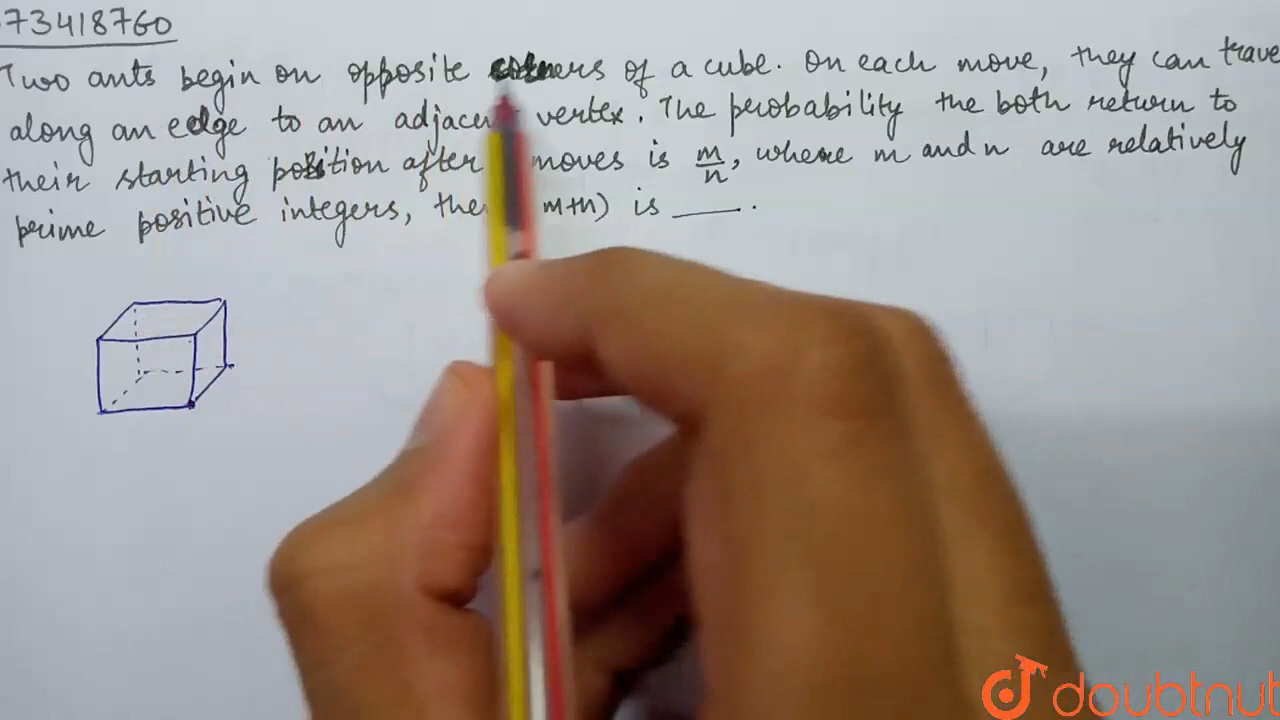 73418760
Two ants begin on opposite corners of a cube. On each move, they can trave
along an edge to an adjacent vertex. The probability the both return to
their starting position after moves is m/n, where m and n are relatively
prime positive integers, the m+n) is ____.
doubtnut